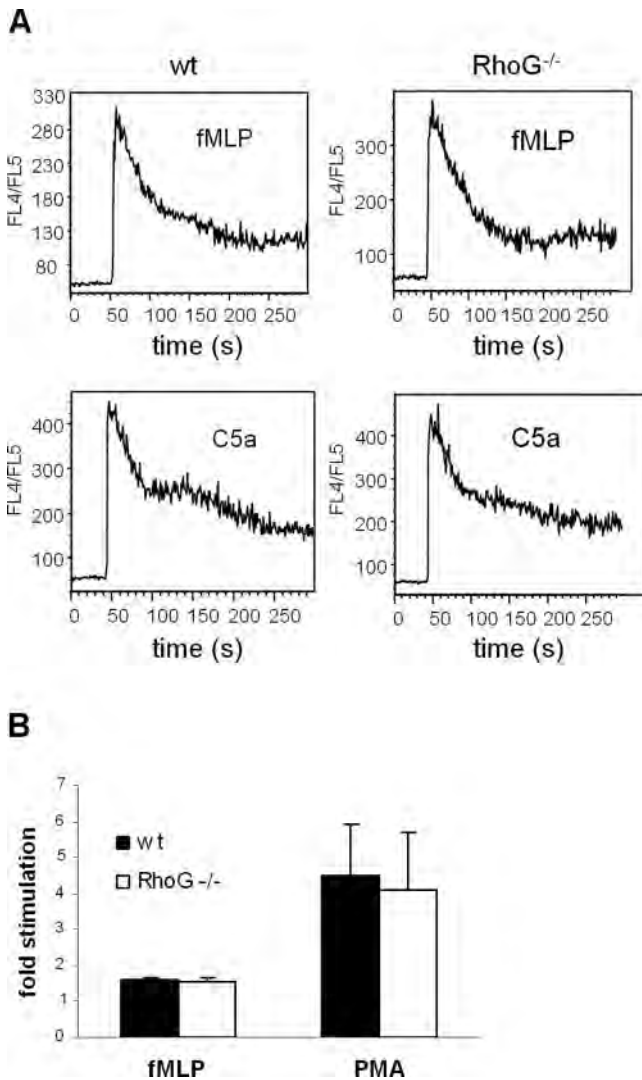 A
wt
RhoG-/-
330
280
230
180
130
80
FL4/FL5
fMLP
0 50 100 150 200 250
time (s)
300
200
100
FL4/FL5
fMLP
0 50 100 150 200 250
time (s)
400
300
200
100
FL4/FL5
C5a
0 50 100 150 200 250
time (s)
400
300
200
100
FL4/FL5
C5a
0 50 100 150 200 250
time (s)
B
7
6
5
4
3
2
1
0
fold stimulation
wt
RhoG -/-
fMLP PMA